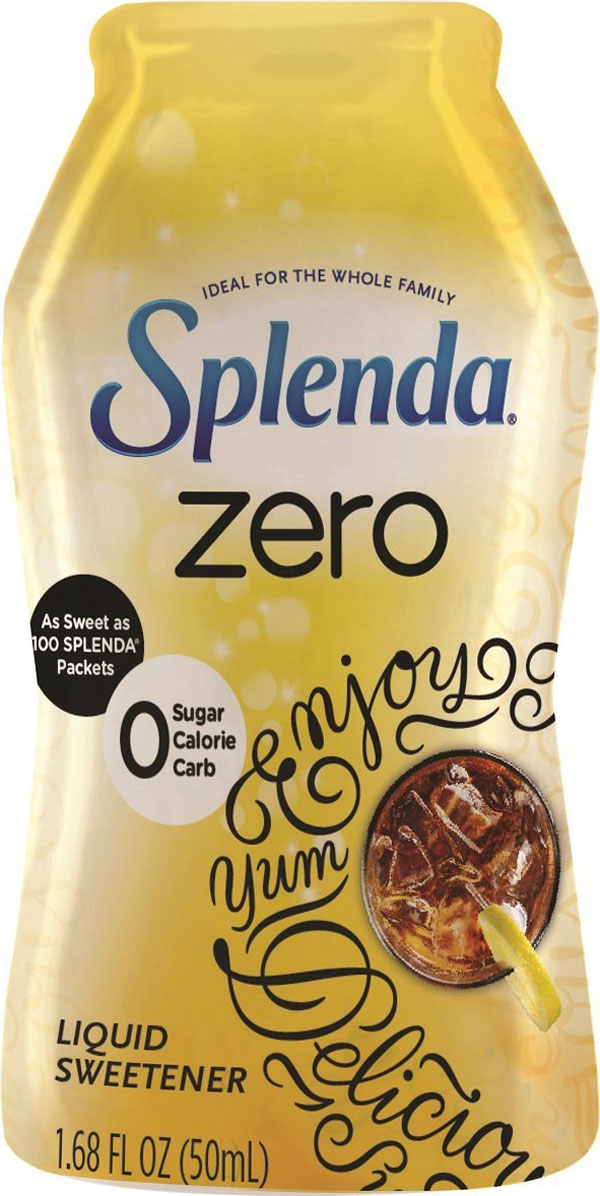 IDEAL FOR THE WHOLE FAMILY
Splenda®
zero
As Sweet as
100 SPLENDA®
Packets
0 Sugar
Calorie
Carb
enjoy
yum
LIQUID
SWEETENER
1.68 FL OZ (50mL)